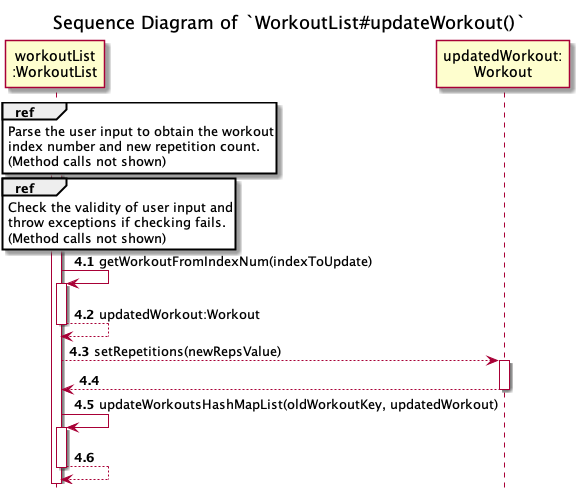 Sequence Diagram of `WorkoutList#updateWorkout()`
workoutList
:WorkoutList
updatedWorkout:
Workout
ref
Parse the user input to obtain the workout
index number and new repetition count.
(Method calls not shown)
ref
Check the validity of user input and
throw exceptions if checking fails.
(Method calls not shown)
4.1 getWorkoutFromIndexNum(indexToUpdate)
4.2 updatedWorkout:Workout
4.3 setRepetitions(newRepsValue)
4.4
4.5 updateWorkoutsHashMapList(oldWorkoutKey, updatedWorkout)
4.6